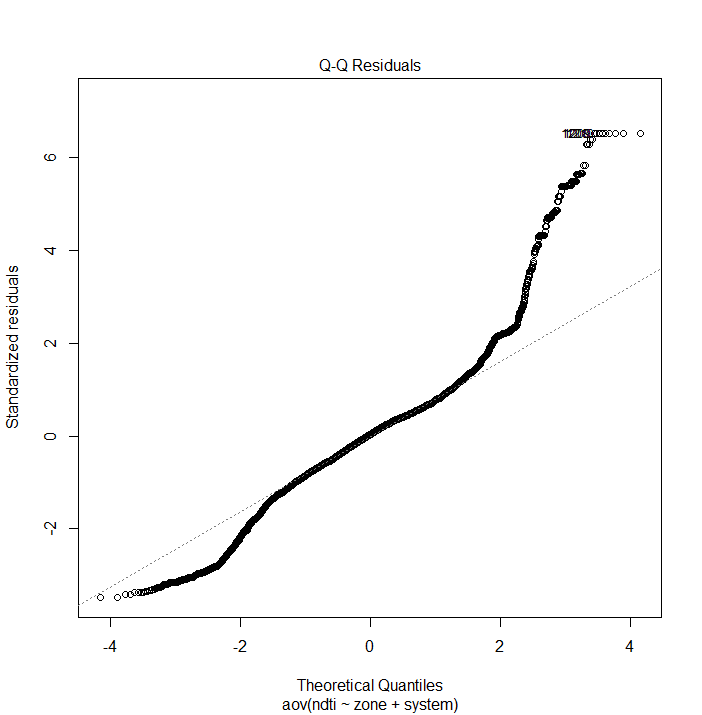 Q-Q Residuals
6
4
2
0
-2
Standardized residuals
-4
-2
0
2
4
Theoretical Quantiles
aov(ndti ~ zone + system)